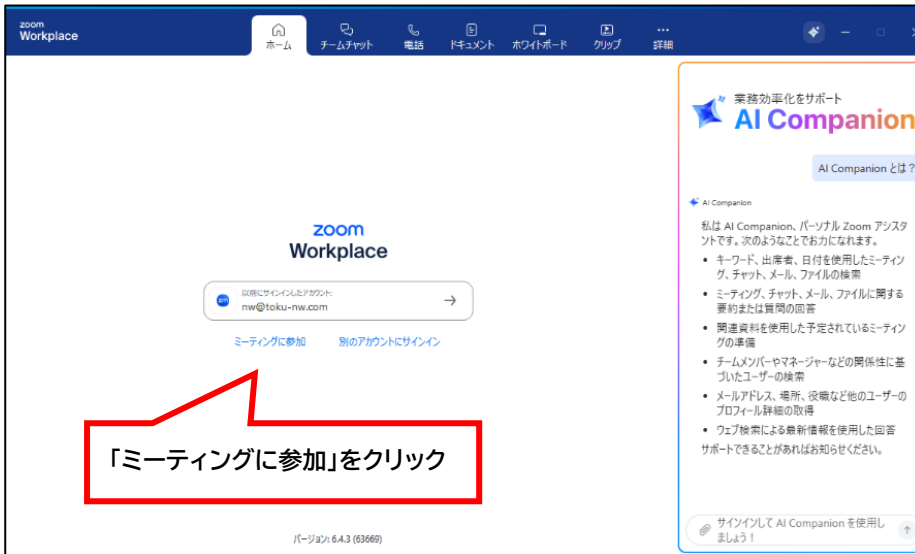 zoom
Workplace
ホーム
チームチャット
電話
ドキュメント
ホワイトボード
クリップ
詳細
zoom
Workplace
zm
以前にサインインしたアカウント:
nw@toku-nw.com
ミーティングに参加
別のアカウントにサインイン
「ミーティングに参加」をクリック
バージョン: 6.4.3 (63669)
業務効率化をサポート
AI Companion
AI Companion とは?
AI Companion
私は AI Companion、パーソナル Zoom アシスタ
ントです。次のようなことでお力になれます。
• キーワード、出席者、日付を使用したミーティン
グ、チャット、メール、ファイルの検索
• ミーティング、チャット、メール、ファイルに関する
要約または質問の回答
• 関連資料を使用した予定されているミーティン
グの準備
• チームメンバーやマネージャーなどの関係性に基
づいたユーザーの検索
• メールアドレス、場所、役職など他のユーザーの
プロフィール詳細の取得
• ウェブ検索による最新情報を使用した回答
サポートできることがあればお知らせください。
サインインして AI Companion を使用し
ましょう!